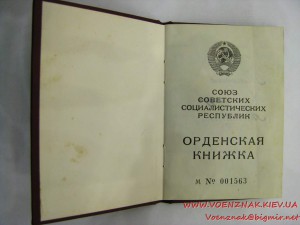 СОЮЗ
СОВЕТСКИХ
СОЦИАЛИСТИЧЕСКИХ
РЕСПУБЛИК
ОРДЕНСКАЯ
КНИЖКА
М № 001563
WWW.VOENZNAK.KIEV.UA
Voenznak@bigmir.net